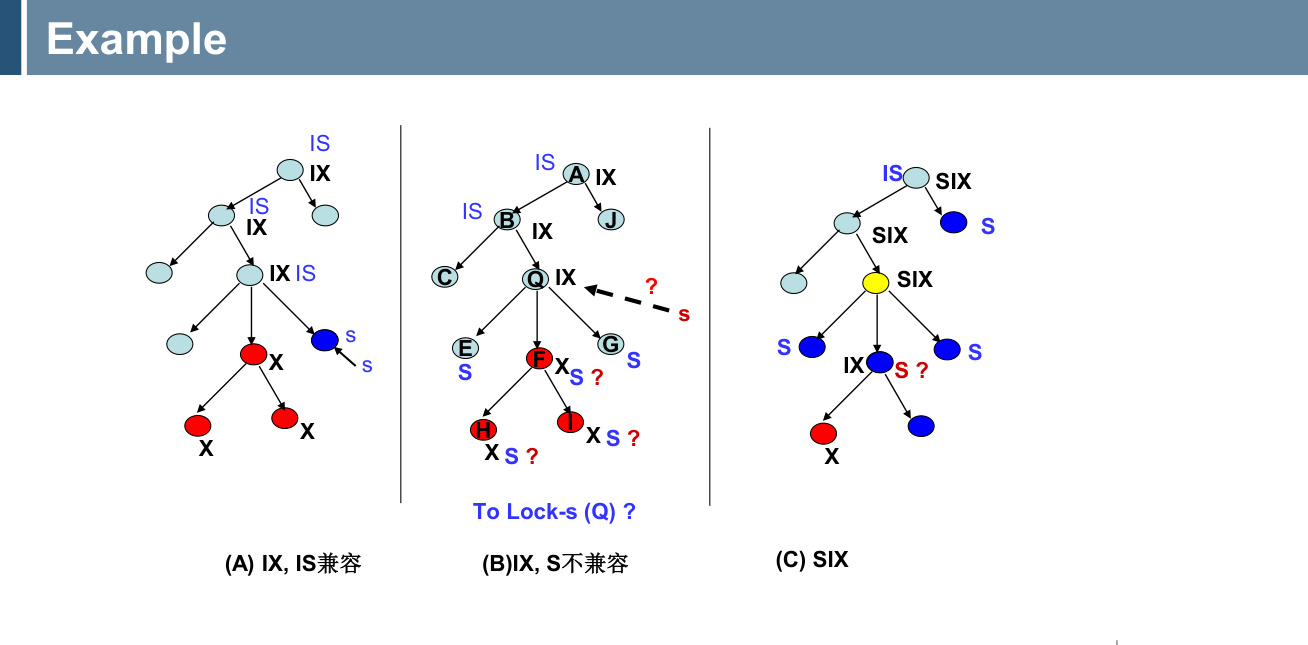 Example
IS
IX
IS
IX
IX IS
X
s
s
X
X
(A) IX, IS兼容
IS A IX
IS B IX J
C Q IX
? s
E
S
F X S ?
G
S
H
X S ?
I X S ?
To Lock-s (Q) ?
(B)IX, S不兼容
IS SIX
S
SIX
SIX
S
IX S ?
S
X
(C) SIX